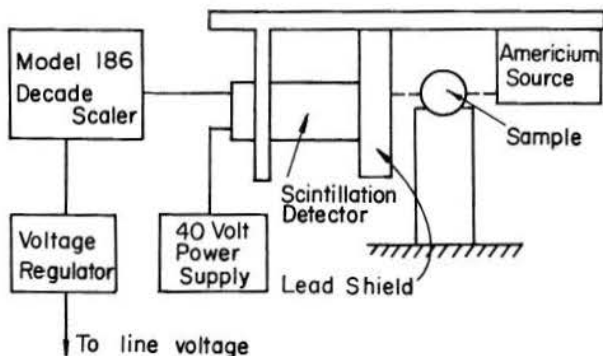 Model 186
Decade
Scaler
Americium
Source
Sample
Scintillation
Detector
Voltage
Regulator
40 Volt
Power
Supply
Lead Shield
To line voltage